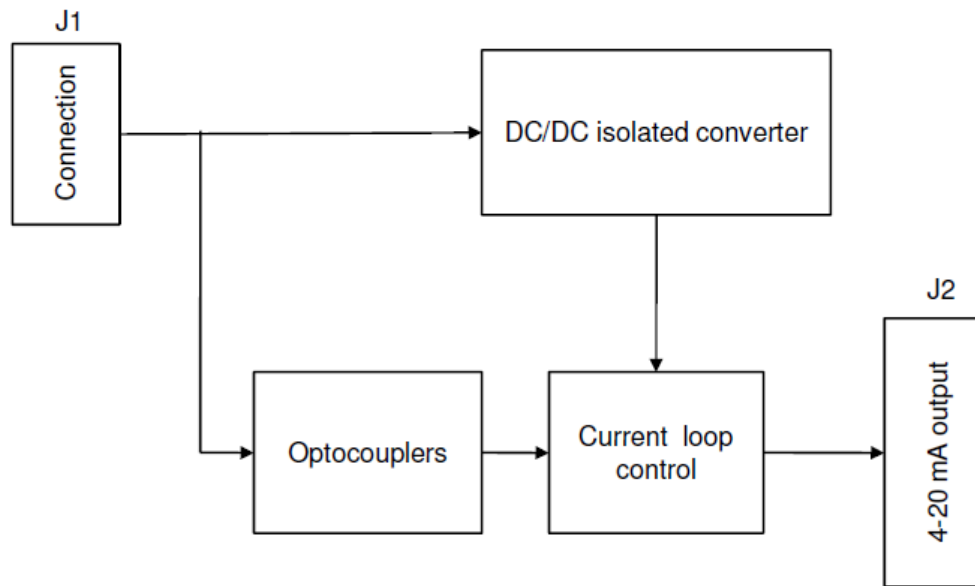 J1
Connection
DC/DC isolated converter
J2
Optocouplers
Current loop
control
4-20 mA output